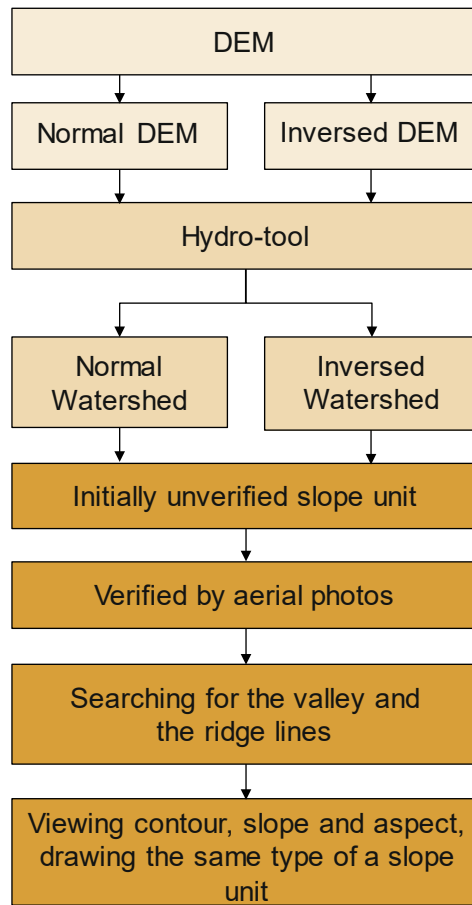 DEM
Normal DEM
Inversed DEM
Hydro-tool
Normal
Watershed
Inversed
Watershed
Initially unverified slope unit
Verified by aerial photos
Searching for the valley and
the ridge lines
Viewing contour, slope and aspect,
drawing the same type of a slope
unit